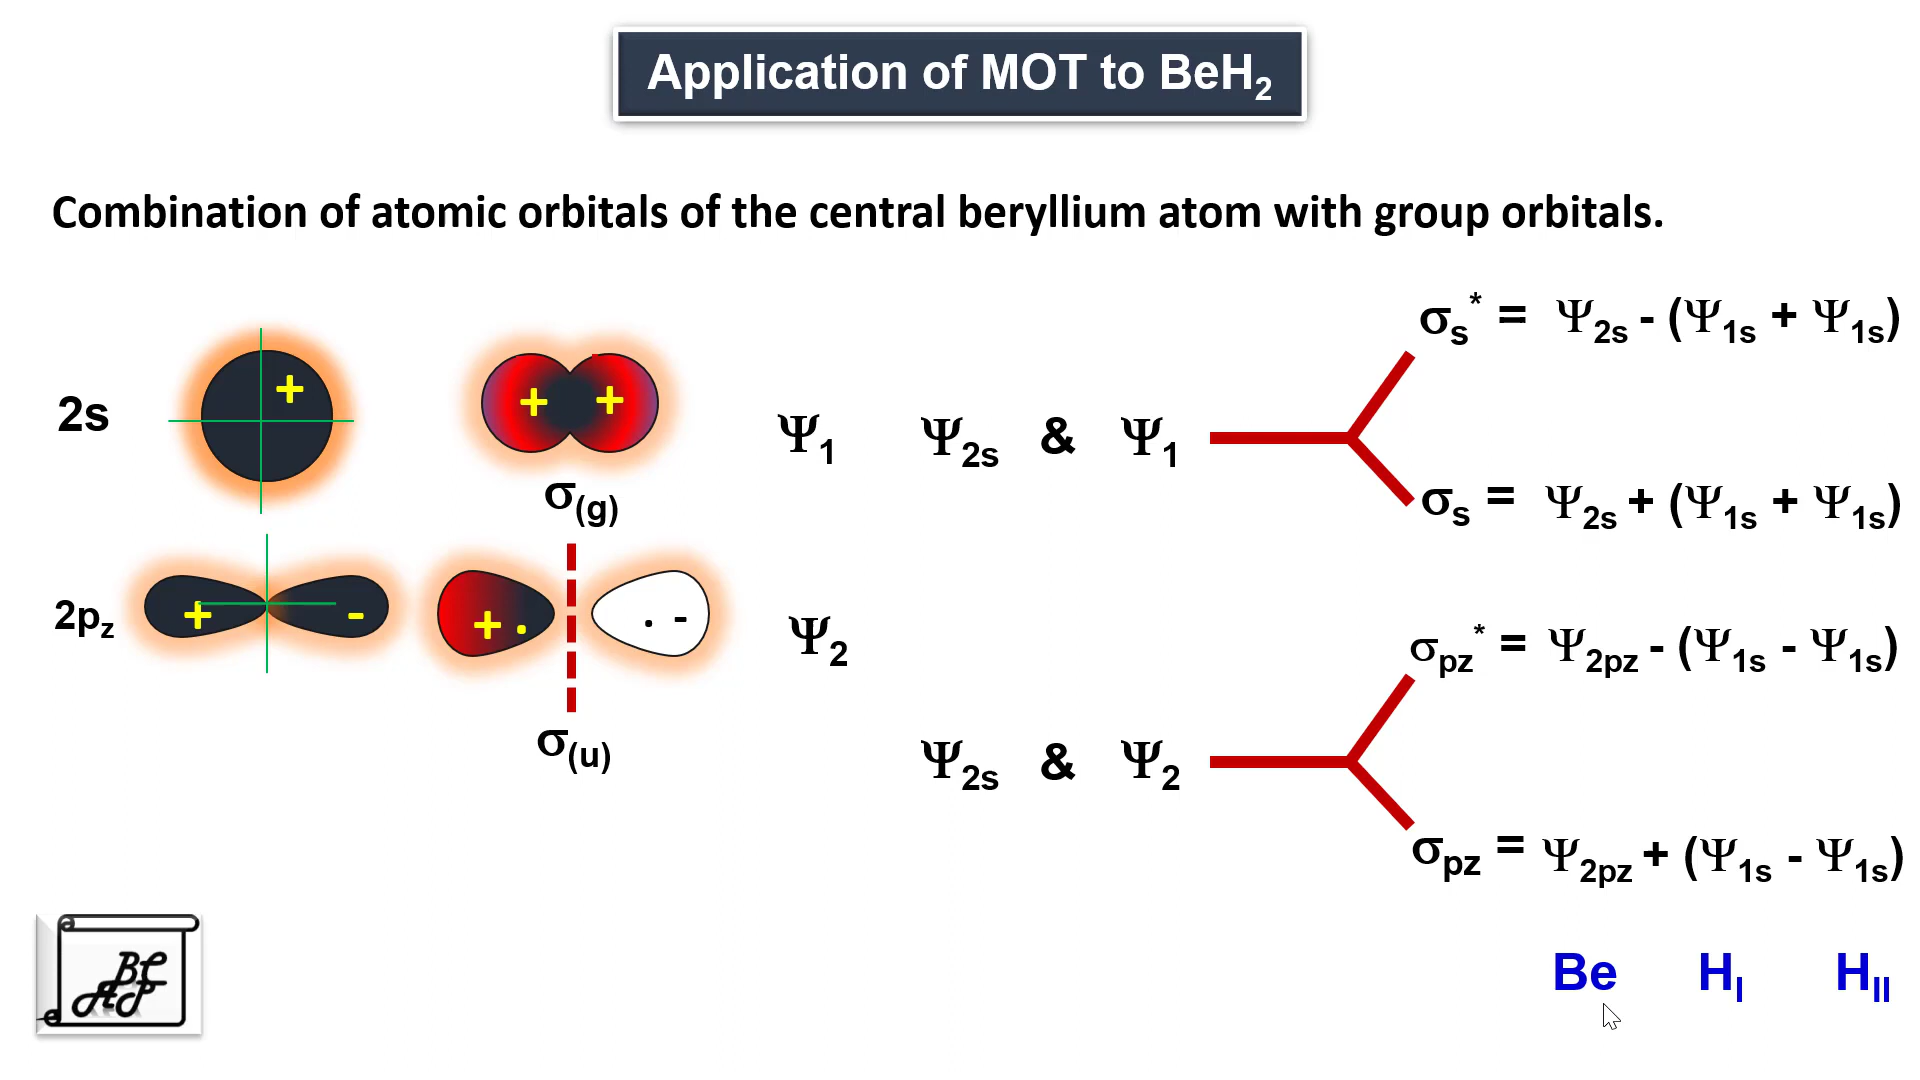 Application of MOT to BeH₂
Combination of atomic orbitals of the central beryllium atom with group orbitals.
σₛ* = Ψ₂ₛ - (Ψ₁ₛ + Ψ₁ₛ)
2s + + Ψ₁ Ψ₂ₛ & Ψ₁
+
σ(g)
σₛ = Ψ₂ₛ + (Ψ₁ₛ + Ψ₁ₛ)
2pz + - + . . - Ψ₂
σpz* = Ψ2pz - (Ψ₁ₛ - Ψ₁ₛ)
σ(u)
Ψ₂ₛ & Ψ₂
σpz = Ψ2pz + (Ψ₁ₛ - Ψ₁ₛ)
Be HI HII